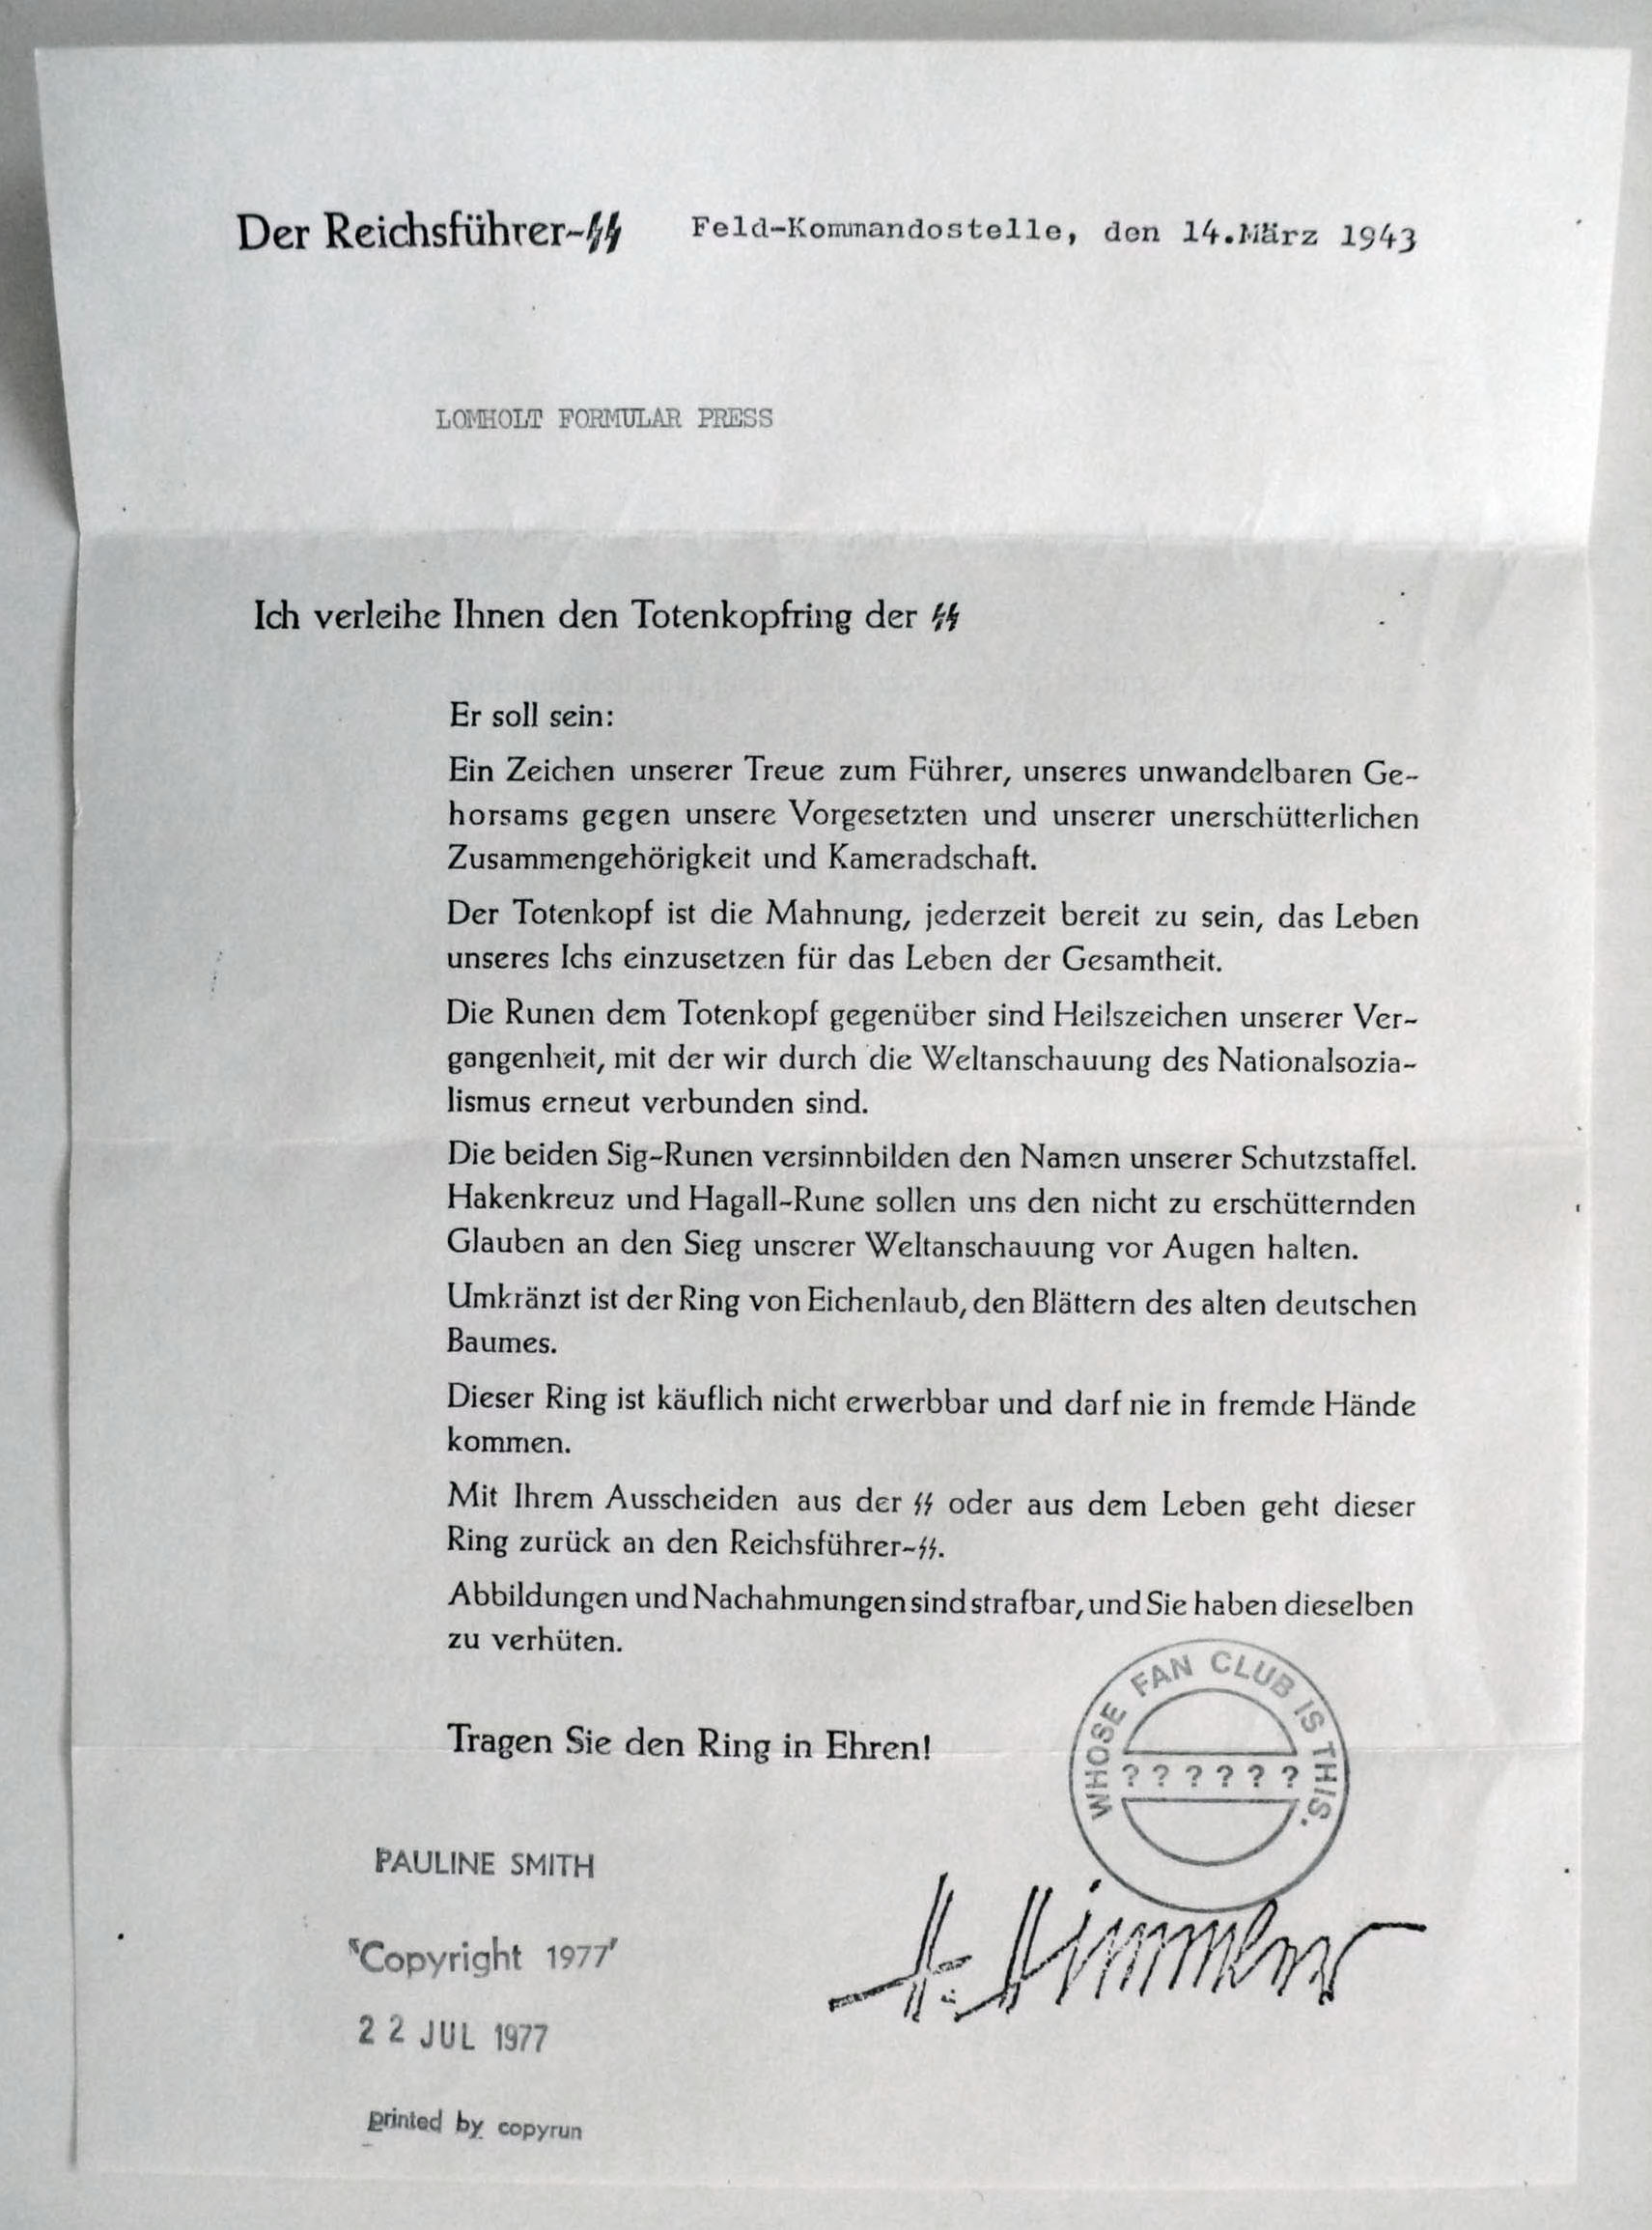 Der Reichsführer-SS Feld-Kommandostelle, den 14.März 1943
LOMHOLT FORMULAR PRESS
Ich verleihe Ihnen den Totenkopfring der SS
Er soll sein:
Ein Zeichen unserer Treue zum Führer, unseres unwandelbaren Ge-
horsams gegen unsere Vorgesetzten und unserer unerschütterlichen
Zusammengehörigkeit und Kameradschaft.
Der Totenkopf ist die Mahnung, jederzeit bereit zu sein, das Leben
unseres Ichs einzusetzen für das Leben der Gesamtheit.
Die Runen dem Totenkopf gegenüber sind Heilszeichen unserer Ver-
gangenheit, mit der wir durch die Weltanschauung des Nationalsozia-
lismus erneut verbunden sind.
Die beiden Sig-Runen versinnbilden den Namen unserer Schutzstaffel.
Hakenkreuz und Hagall-Rune sollen uns den nicht zu erschütternden
Glauben an den Sieg unserer Weltanschauung vor Augen halten.
Umkränzt ist der Ring von Eichenlaub, den Blättern des alten deutschen
Baumes.
Dieser Ring ist käuflich nicht erwerbbar und darf nie in fremde Hände
kommen.
Mit Ihrem Ausscheiden aus der SS oder aus dem Leben geht dieser
Ring zurück an den Reichsführer-SS.
Abbildungen und Nachahmungen sind strafbar, und Sie haben dieselben
zu verhüten.
Tragen Sie den Ring in Ehren!
WHOSE FAN CLUB IS THIS.
? ? ? ? ? ?
H. Himmler
PAULINE SMITH
'Copyright 1977'
22 JUL 1977
printed by copyrun